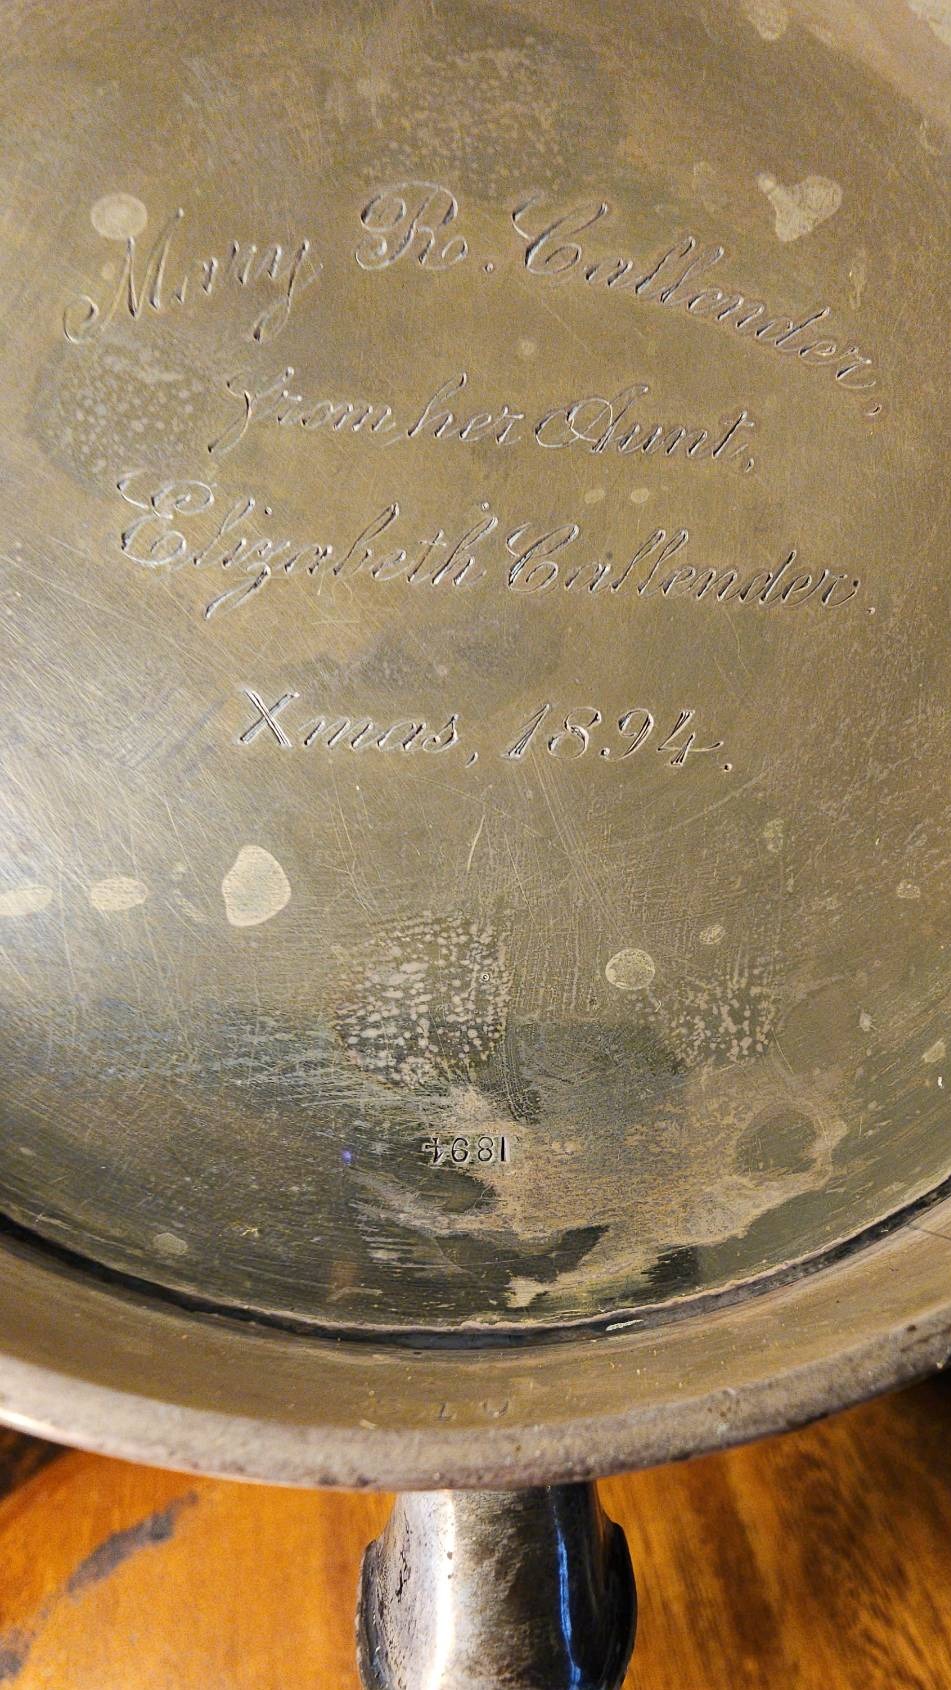 Mary R. Callender,
from her Aunt,
Elizabeth Callender.
Xmas, 1894.
1894